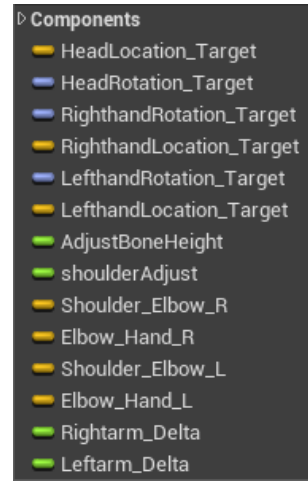 Components
HeadLocation_Target
HeadRotation_Target
RighthandRotation_Target
RighthandLocation_Target
LefthandRotation_Target
LefthandLocation_Target
AdjustBoneHeight
shoulderAdjust
Shoulder_Elbow_R
Elbow_Hand_R
Shoulder_Elbow_L
Elbow_Hand_L
Rightarm_Delta
Leftarm_Delta